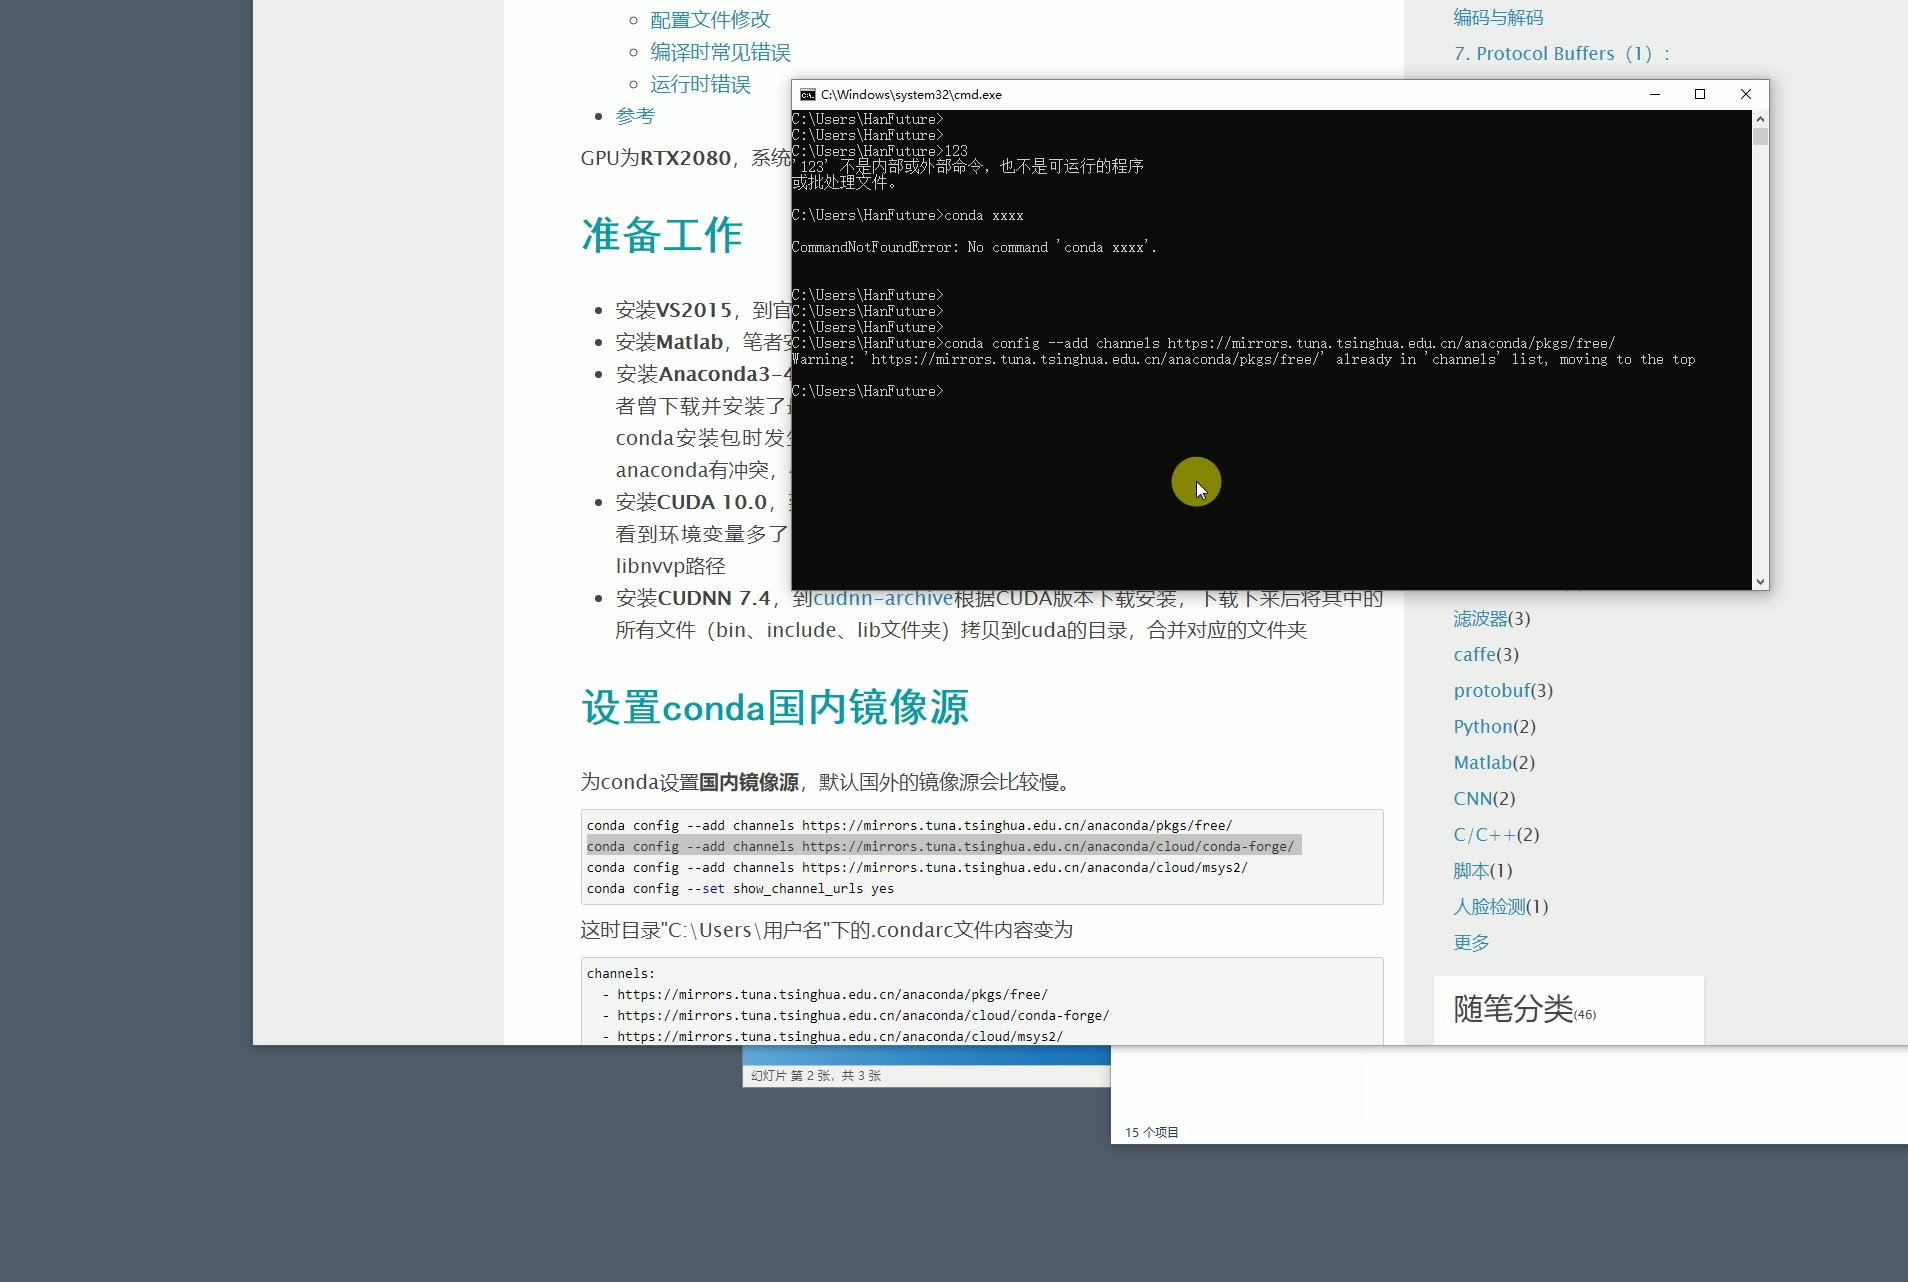 配置文件修改
编译时常见错误
运行时错误
参考
GPU为RTX2080，系统
准备工作
安装VS2015，到官
安装Matlab，笔者安
安装Anaconda3-4
者曾下载并安装了
conda安装包时发生
anaconda有冲突，
安装CUDA 10.0，
看到环境变量多了
libnvvp路径
安装CUDNN 7.4，到cudnn-archive根据CUDA版本下载安装，下载下来后将其中的
所有文件（bin、include、lib文件夹）拷贝到cuda的目录，合并对应的文件夹
设置conda国内镜像源
为conda设置国内镜像源，默认国外的镜像源会比较慢。
conda config --add channels https://mirrors.tuna.tsinghua.edu.cn/anaconda/pkgs/free/
conda config --add channels https://mirrors.tuna.tsinghua.edu.cn/anaconda/cloud/conda-forge/
conda config --add channels https://mirrors.tuna.tsinghua.edu.cn/anaconda/cloud/msys2/
conda config --set show_channel_urls yes
这时目录"C:\Users\用户名"下的.condarc文件内容变为
channels:
- https://mirrors.tuna.tsinghua.edu.cn/anaconda/pkgs/free/
- https://mirrors.tuna.tsinghua.edu.cn/anaconda/cloud/conda-forge/
- https://mirrors.tuna.tsinghua.edu.cn/anaconda/cloud/msys2/
C:\Windows\system32\cmd.exe
C:\Users\HanFuture>
C:\Users\HanFuture>
C:\Users\HanFuture>123
'123' 不是内部或外部命令，也不是可运行的程序
或批处理文件。
C:\Users\HanFuture>conda xxxx
CommandNotFoundError: No command 'conda xxxx'.
C:\Users\HanFuture>
C:\Users\HanFuture>
C:\Users\HanFuture>
C:\Users\HanFuture>conda config --add channels https://mirrors.tuna.tsinghua.edu.cn/anaconda/pkgs/free/
Warning: 'https://mirrors.tuna.tsinghua.edu.cn/anaconda/pkgs/free/' already in 'channels' list, moving to the top
C:\Users\HanFuture>
编码与解码
7. Protocol Buffers（1）:
滤波器(3)
caffe(3)
protobuf(3)
Python(2)
Matlab(2)
CNN(2)
C/C++(2)
脚本(1)
人脸检测(1)
更多
随笔分类(46)
幻灯片 第 2 张，共 3 张
15 个项目